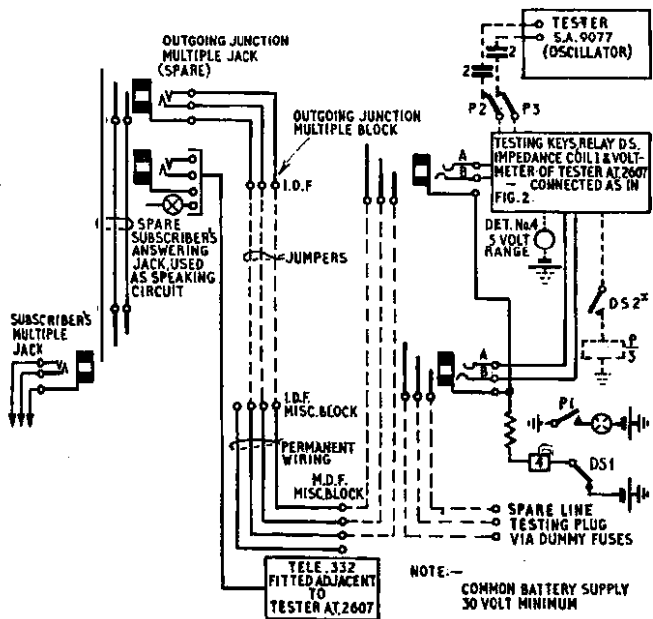 OUTGOING JUNCTION
MULTIPLE JACK
(SPARE)
TESTER
S.A. 9077
(OSCILLATOR)
2
2
P2
P3
OUTGOING JUNCTION
MULTIPLE BLOCK
I.D.F
A
B
TESTING KEYS, RELAY D.S.
IMPEDANCE COIL 1 & VOLT-
METER OF TESTER AT. 2607
— CONNECTED AS IN
FIG. 2.
SPARE
SUBSCRIBER'S
ANSWERING
JACK, USED
AS SPEAKING
CIRCUIT
JUMPERS
DET. No. 4
5 VOLT
RANGE
DS2 x
P
3
SUBSCRIBER'S
MULTIPLE
JACK
A
B
I.D.F.
MISC. BLOCK
P1
PERMANENT
WIRING
4
DS1
M.D.F.
MISC. BLOCK
SPARE LINE
TESTING PLUG
VIA DUMMY FUSES
TELE. 332
FITTED ADJACENT
TO
TESTER AT, 2607
NOTE:—
COMMON BATTERY SUPPLY
30 VOLT MINIMUM